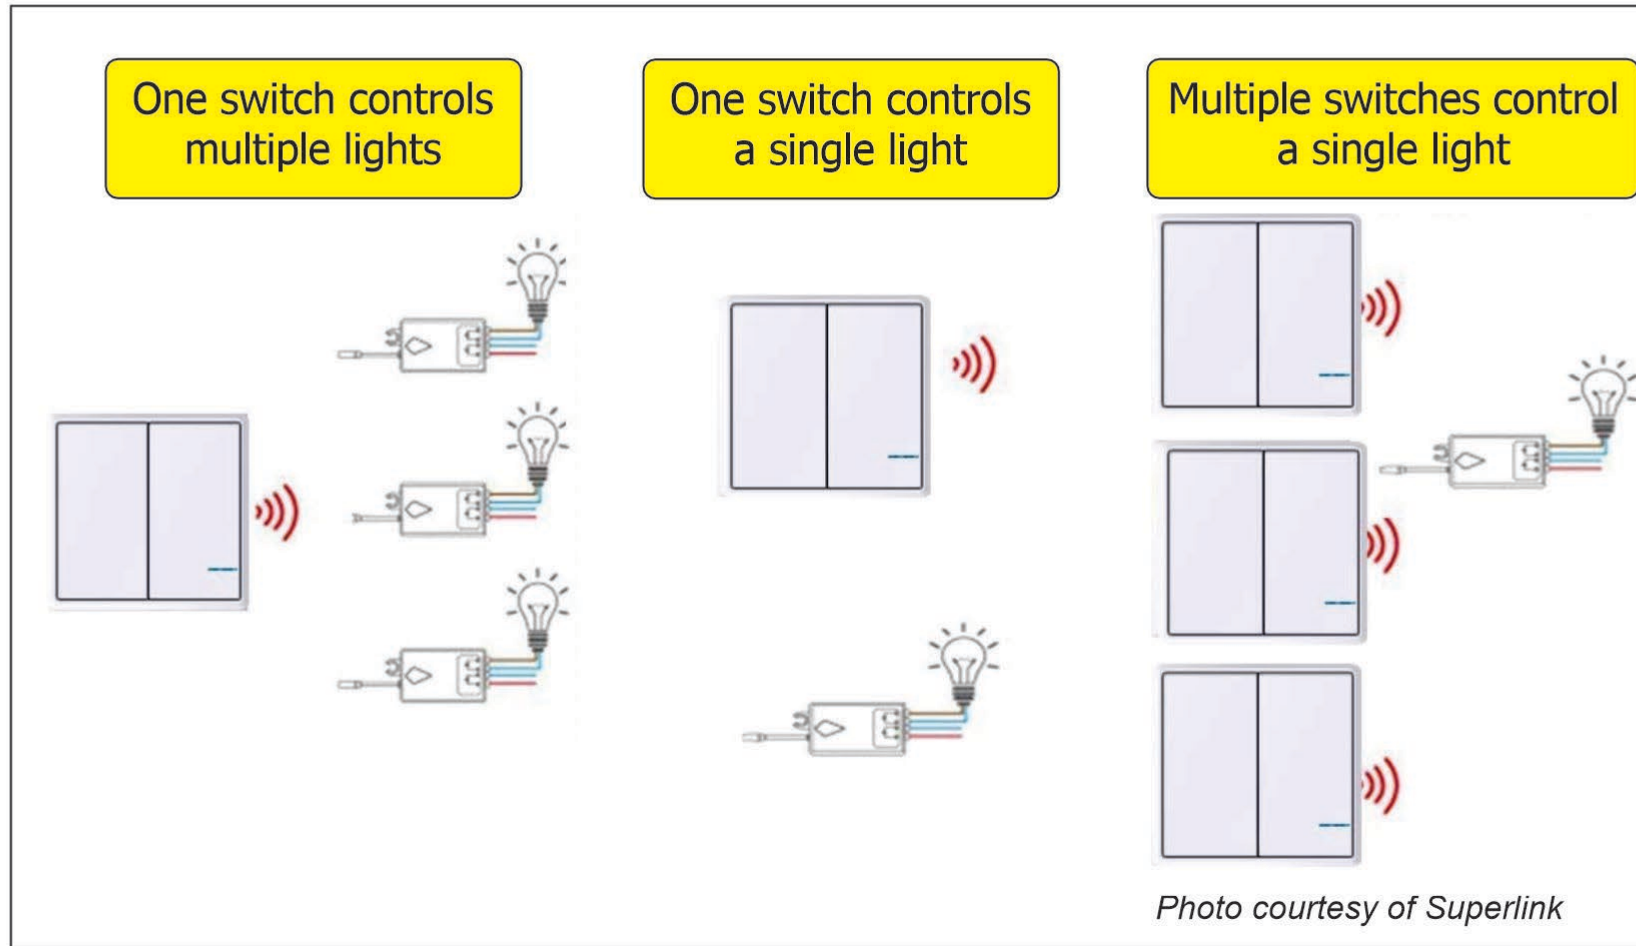 One switch controls
multiple lights
One switch controls
a single light
Multiple switches control
a single light
Photo courtesy of Superlink